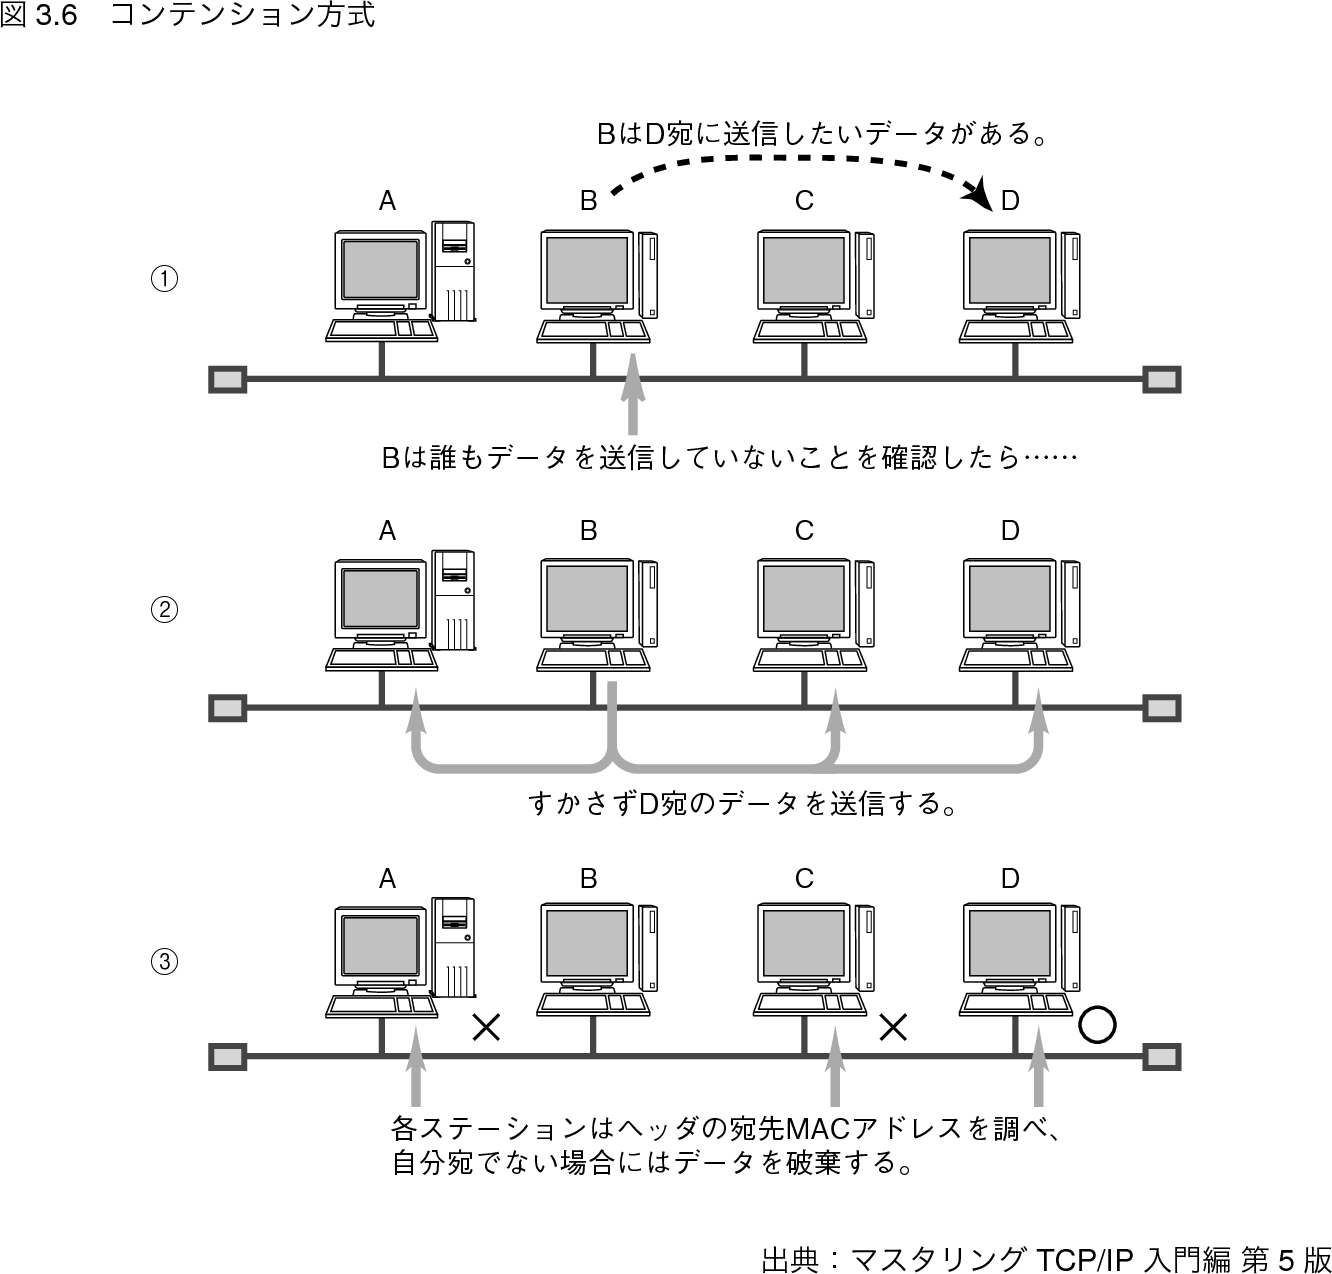 図 3.6　コンテンション方式
BはD宛に送信したいデータがある。
A B C D
①
Bは誰もデータを送信していないことを確認したら……
A B C D
②
すかさずD宛のデータを送信する。
A B C D
③
各ステーションはヘッダの宛先MACアドレスを調べ、
自分宛でない場合にはデータを破棄する。
出典：マスタリング TCP/IP 入門編 第 5 版